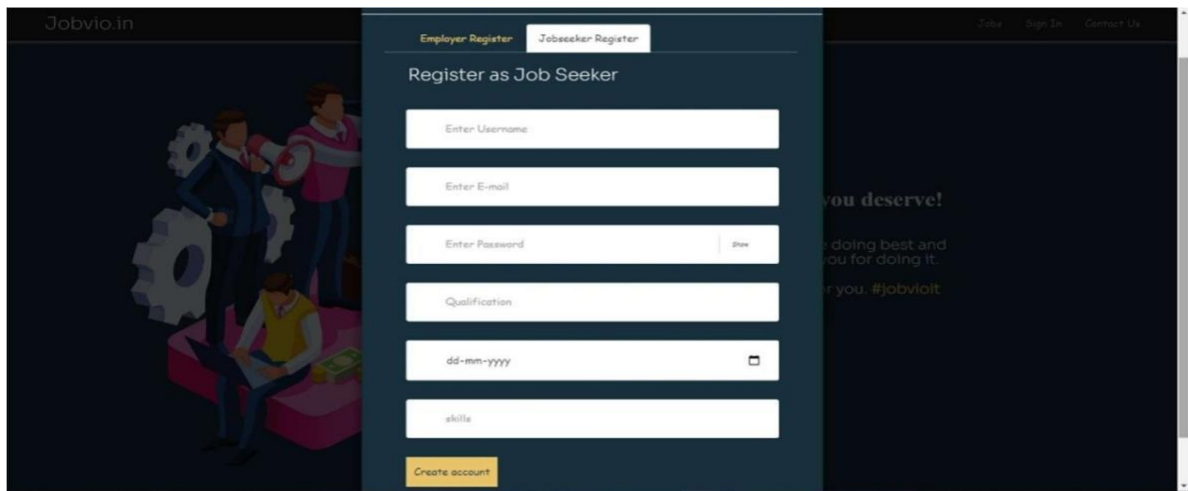 Jobvio.in
Jobs Sign In Contact Us
Employer Register Jobseeker Register
Register as Job Seeker
Enter Username
Enter E-mail
Enter Password Show
Qualification
dd-mm-yyyy
skills
Create account
you deserve!
doing best and
you for doing it.
r you. #jobvioit